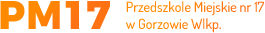 PM17
Przedszkole Miejskie nr 17
w Gorzowie Wlkp.